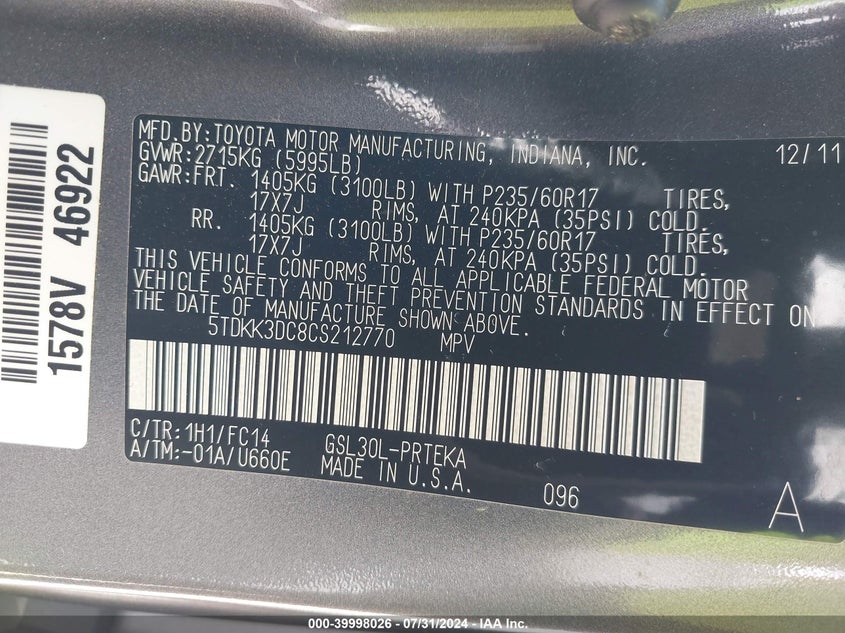 1578V 46922
MFD.BY:TOYOTA MOTOR MANUFACTURING, INDIANA, INC. 12/11
GVWR:2715KG (5995LB)
GAWR:FRT. 1405KG (3100LB) WITH P235/60R17 TIRES,
17X7J RIMS, AT 240KPA (35PSI) COLD.
RR. 1405KG (3100LB) WITH P235/60R17 TIRES,
17X7J RIMS, AT 240KPA (35PSI) COLD.
THIS VEHICLE CONFORMS TO ALL APPLICABLE FEDERAL MOTOR
VEHICLE SAFETY AND THEFT PREVENTION STANDARDS IN EFFECT ON
THE DATE OF MANUFACTURE SHOWN ABOVE.
5TDKK3DC8CS212770 MPV
C/TR:1H1/FC14 GSL30L-PRTEKA
A/TM:-01A/U660E MADE IN U.S.A. 096
A
000-39998026 - 07/31/2024 - IAA Inc.